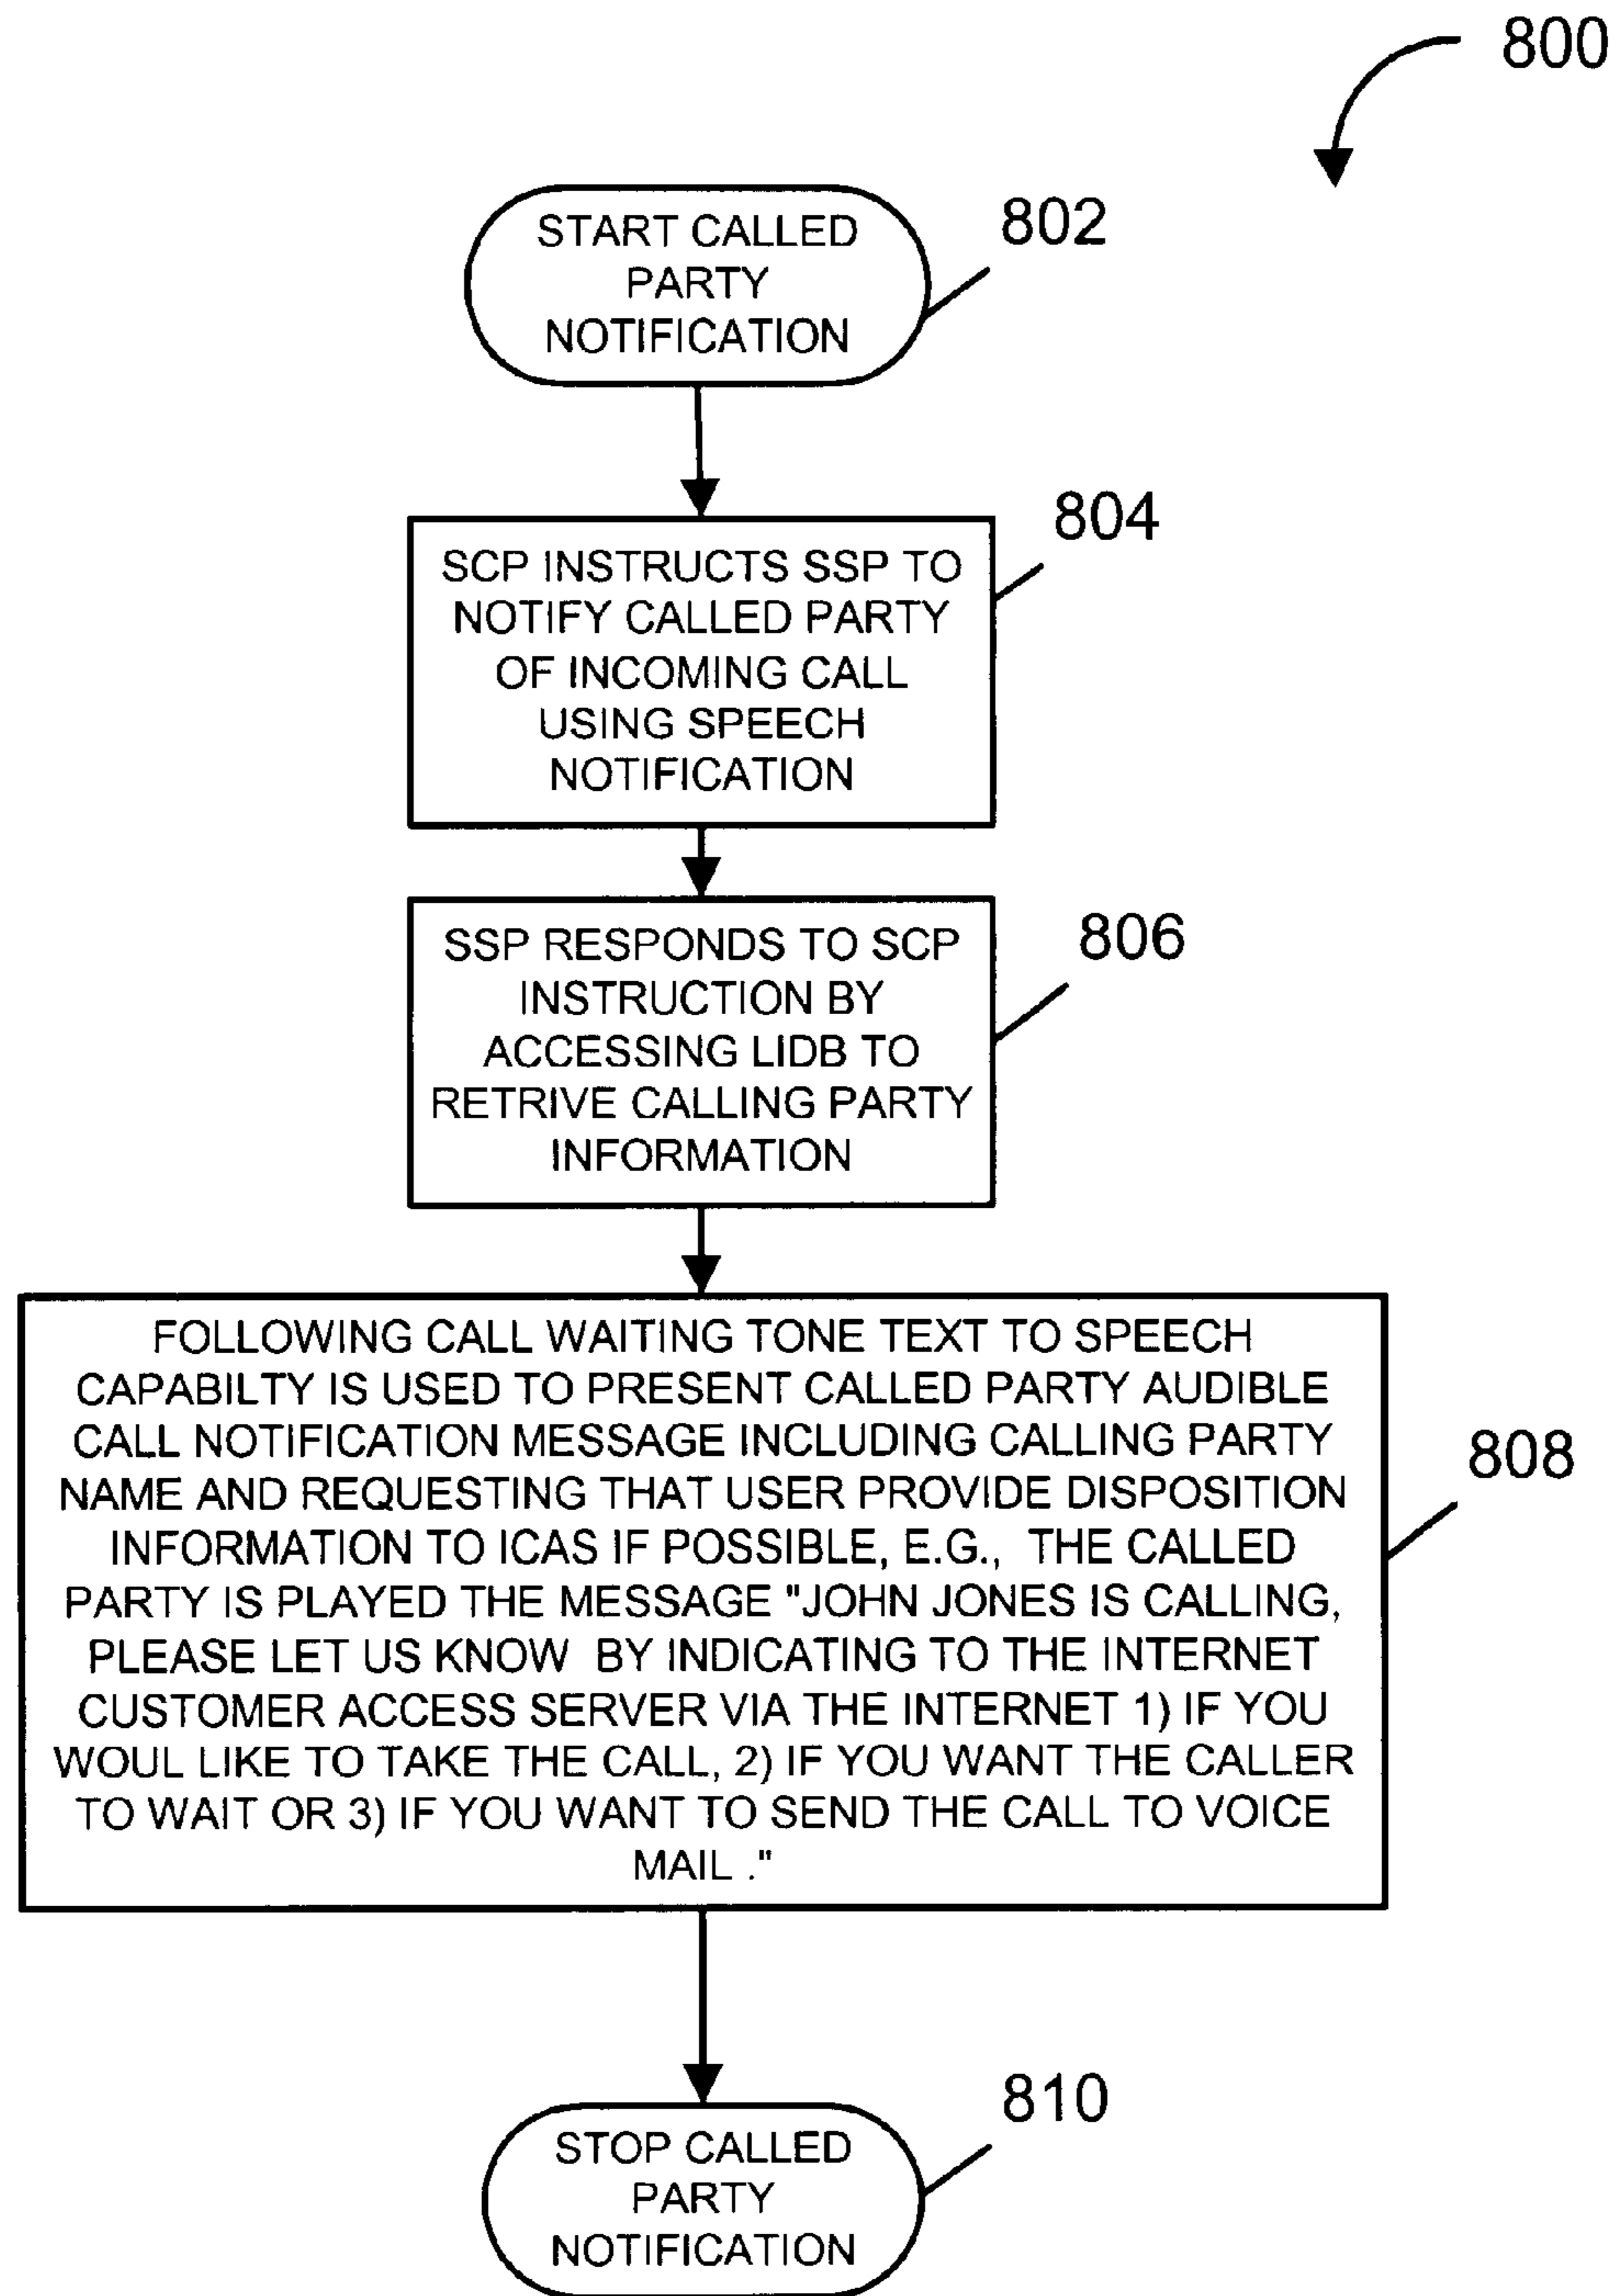 800
START CALLED
PARTY
NOTIFICATION
802
SCP INSTRUCTS SSP TO
NOTIFY CALLED PARTY
OF INCOMING CALL
USING SPEECH
NOTIFICATION
804
SSP RESPONDS TO SCP
INSTRUCTION BY
ACCESSING LIDB TO
RETRIVE CALLING PARTY
INFORMATION
806
FOLLOWING CALL WAITING TONE TEXT TO SPEECH
CAPABILTY IS USED TO PRESENT CALLED PARTY AUDIBLE
CALL NOTIFICATION MESSAGE INCLUDING CALLING PARTY
NAME AND REQUESTING THAT USER PROVIDE DISPOSITION
INFORMATION TO ICAS IF POSSIBLE, E.G., THE CALLED
PARTY IS PLAYED THE MESSAGE "JOHN JONES IS CALLING,
PLEASE LET US KNOW BY INDICATING TO THE INTERNET
CUSTOMER ACCESS SERVER VIA THE INTERNET 1) IF YOU
WOUL LIKE TO TAKE THE CALL, 2) IF YOU WANT THE CALLER
TO WAIT OR 3) IF YOU WANT TO SEND THE CALL TO VOICE
MAIL ."
808
STOP CALLED
PARTY
NOTIFICATION
810